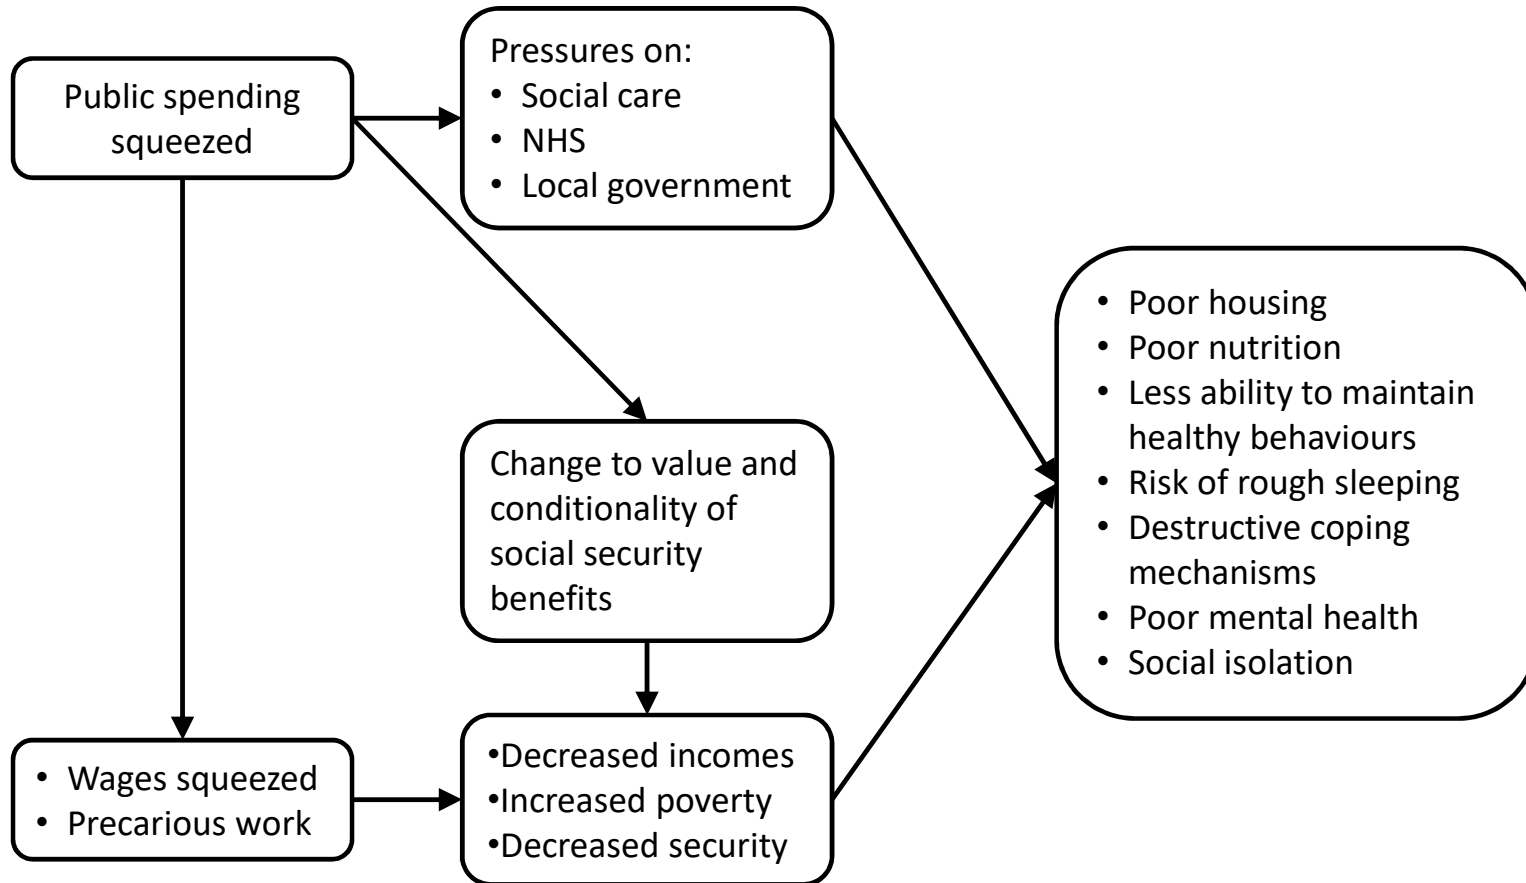 Public spending
squeezed
Pressures on:
• Social care
• NHS
• Local government
Change to value and
conditionality of
social security
benefits
• Wages squeezed
• Precarious work
•Decreased incomes
•Increased poverty
•Decreased security
• Poor housing
• Poor nutrition
• Less ability to maintain
healthy behaviours
• Risk of rough sleeping
• Destructive coping
mechanisms
• Poor mental health
• Social isolation